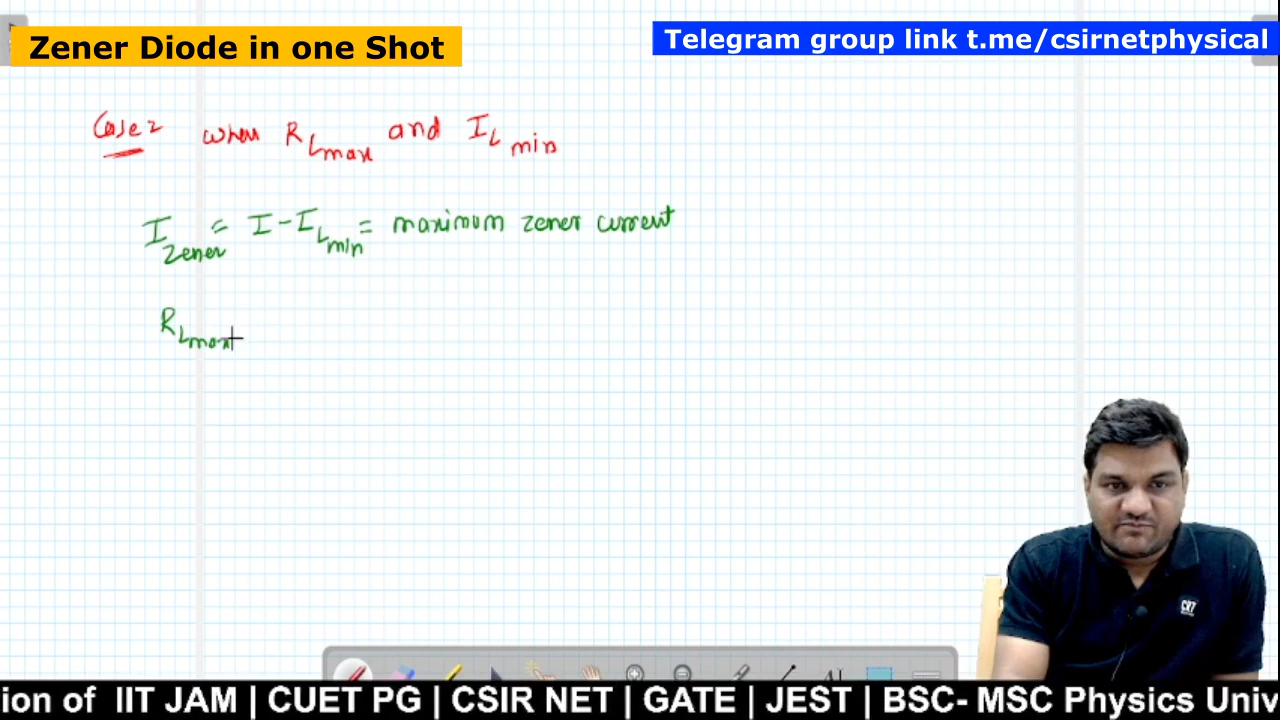 Zener Diode in one Shot
Telegram group link t.me/csirnetphysical
Case 2 when R_Lmax and I_L min
I_Zener = I - I_Lmin = maximum zener current
R_Lmax
CRT
ion of IIT JAM | CUET PG | CSIR NET | GATE | JEST | BSC- MSC Physics Univ